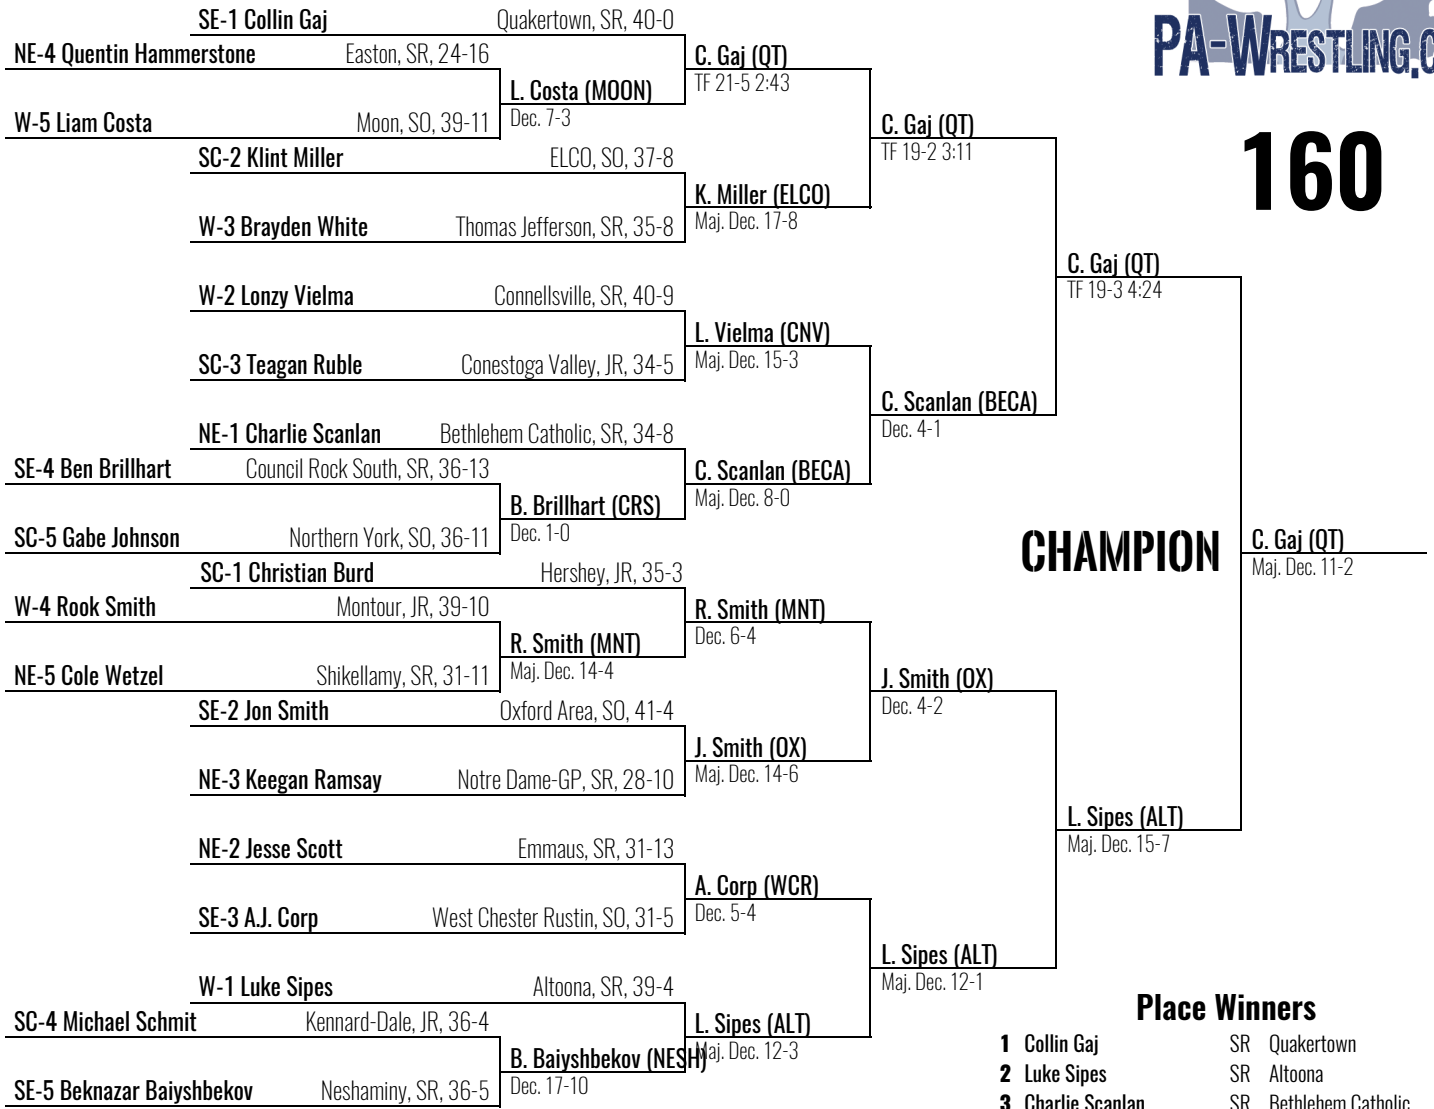 SE-1 Collin Gaj Quakertown, SR, 40-0
NE-4 Quentin Hammerstone Easton, SR, 24-16
C. Gaj (QT)
TF 21-5 2:43
L. Costa (MOON)
Dec. 7-3
W-5 Liam Costa Moon, SO, 39-11
C. Gaj (QT)
TF 19-2 3:11
SC-2 Klint Miller ELCO, SO, 37-8
K. Miller (ELCO)
Maj. Dec. 17-8
W-3 Brayden White Thomas Jefferson, SR, 35-8
C. Gaj (QT)
TF 19-3 4:24
W-2 Lonzy Vielma Connellsville, SR, 40-9
L. Vielma (CNV)
Maj. Dec. 15-3
SC-3 Teagan Ruble Conestoga Valley, JR, 34-5
C. Scanlan (BECA)
Dec. 4-1
NE-1 Charlie Scanlan Bethlehem Catholic, SR, 34-8
SE-4 Ben Brillhart Council Rock South, SR, 36-13
C. Scanlan (BECA)
Maj. Dec. 8-0
B. Brillhart (CRS)
Dec. 1-0
SC-5 Gabe Johnson Northern York, SO, 36-11
CHAMPION
C. Gaj (QT)
Maj. Dec. 11-2
SC-1 Christian Burd Hershey, JR, 35-3
W-4 Rook Smith Montour, JR, 39-10
R. Smith (MNT)
Dec. 6-4
R. Smith (MNT)
Maj. Dec. 14-4
NE-5 Cole Wetzel Shikellamy, SR, 31-11
J. Smith (OX)
Dec. 4-2
SE-2 Jon Smith Oxford Area, SO, 41-4
J. Smith (OX)
Maj. Dec. 14-6
NE-3 Keegan Ramsay Notre Dame-GP, SR, 28-10
L. Sipes (ALT)
Maj. Dec. 15-7
NE-2 Jesse Scott Emmaus, SR, 31-13
A. Corp (WCR)
Dec. 5-4
SE-3 A.J. Corp West Chester Rustin, SO, 31-5
L. Sipes (ALT)
Maj. Dec. 12-1
W-1 Luke Sipes Altoona, SR, 39-4
SC-4 Michael Schmit Kennard-Dale, JR, 36-4
L. Sipes (ALT)
Maj. Dec. 12-3
B. Baiyshbekov (NESH)
Dec. 17-10
SE-5 Beknazar Baiyshbekov Neshaminy, SR, 36-5
PA-WRESTLING.C
160
Place Winners
1 Collin Gaj SR Quakertown
2 Luke Sipes SR Altoona
3 Charlie Scanlan SR Bethlehem Catholic